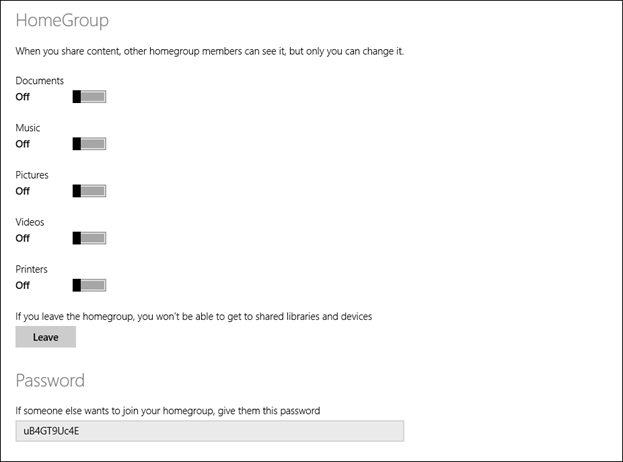 HomeGroup
When you share content, other homegroup members can see it, but only you can change it.
Documents
Off
Music
Off
Pictures
Off
Videos
Off
Printers
Off
If you leave the homegroup, you won't be able to get to shared libraries and devices
Leave
Password
If someone else wants to join your homegroup, give them this password
uB4GT9Uc4E